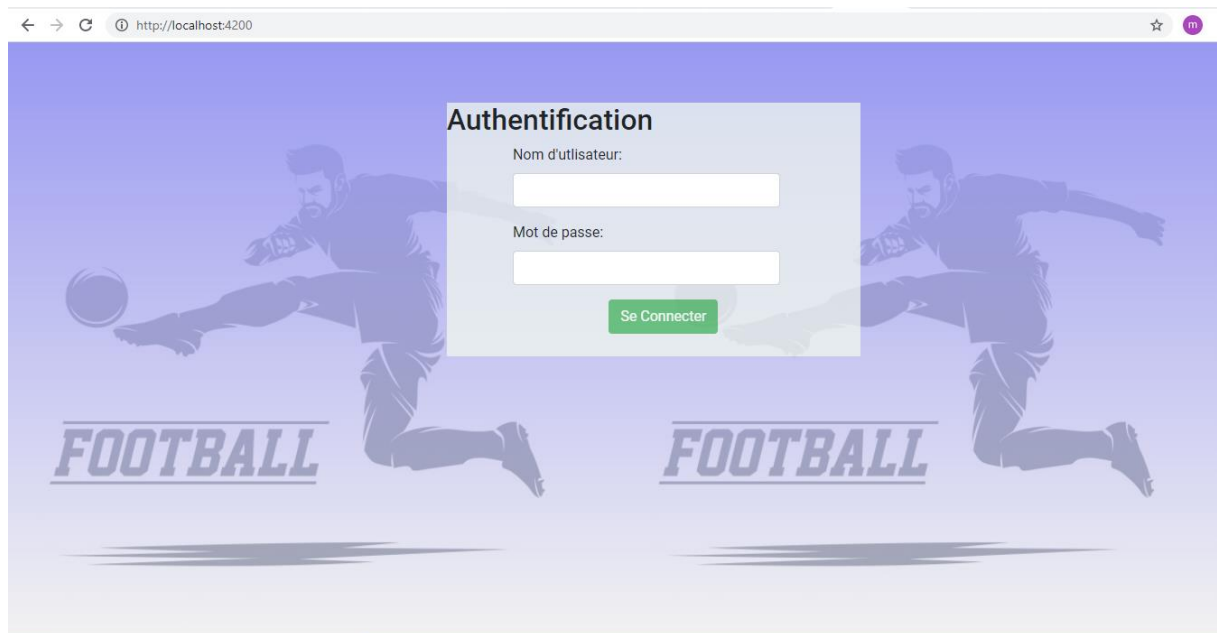 http://localhost:4200
m
Authentification
Nom d'utlisateur:
Mot de passe:
Se Connecter
FOOTBALL
FOOTBALL